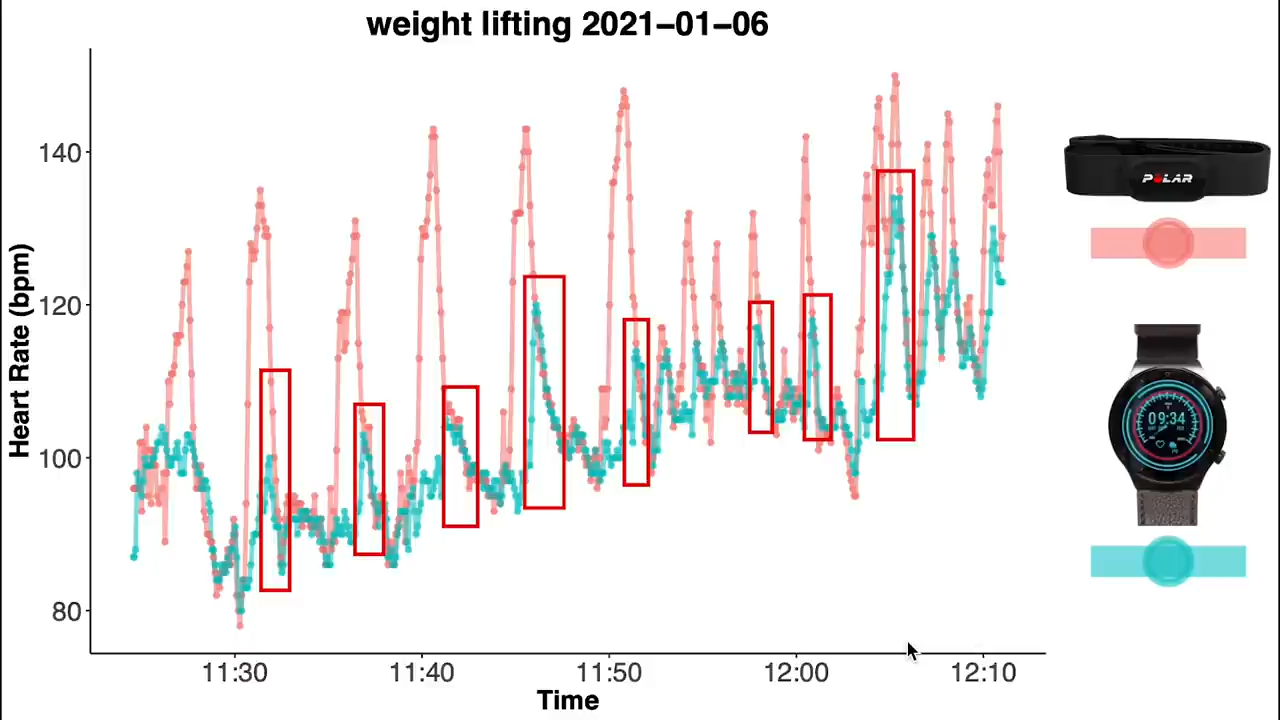 weight lifting 2021–01–06
Heart Rate (bpm)
140
120
100
80
11:30
11:40
11:50
12:00
12:10
Time
POLAR
09:34